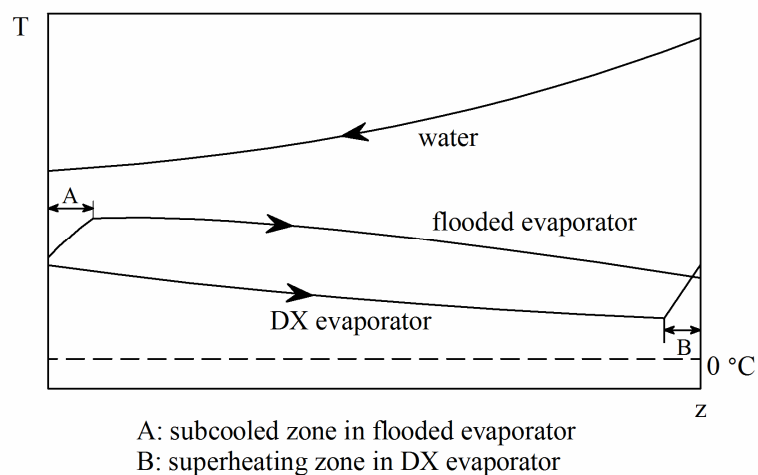 T
water
A
flooded evaporator
DX evaporator
B
0 °C
z
A: subcooled zone in flooded evaporator
B: superheating zone in DX evaporator